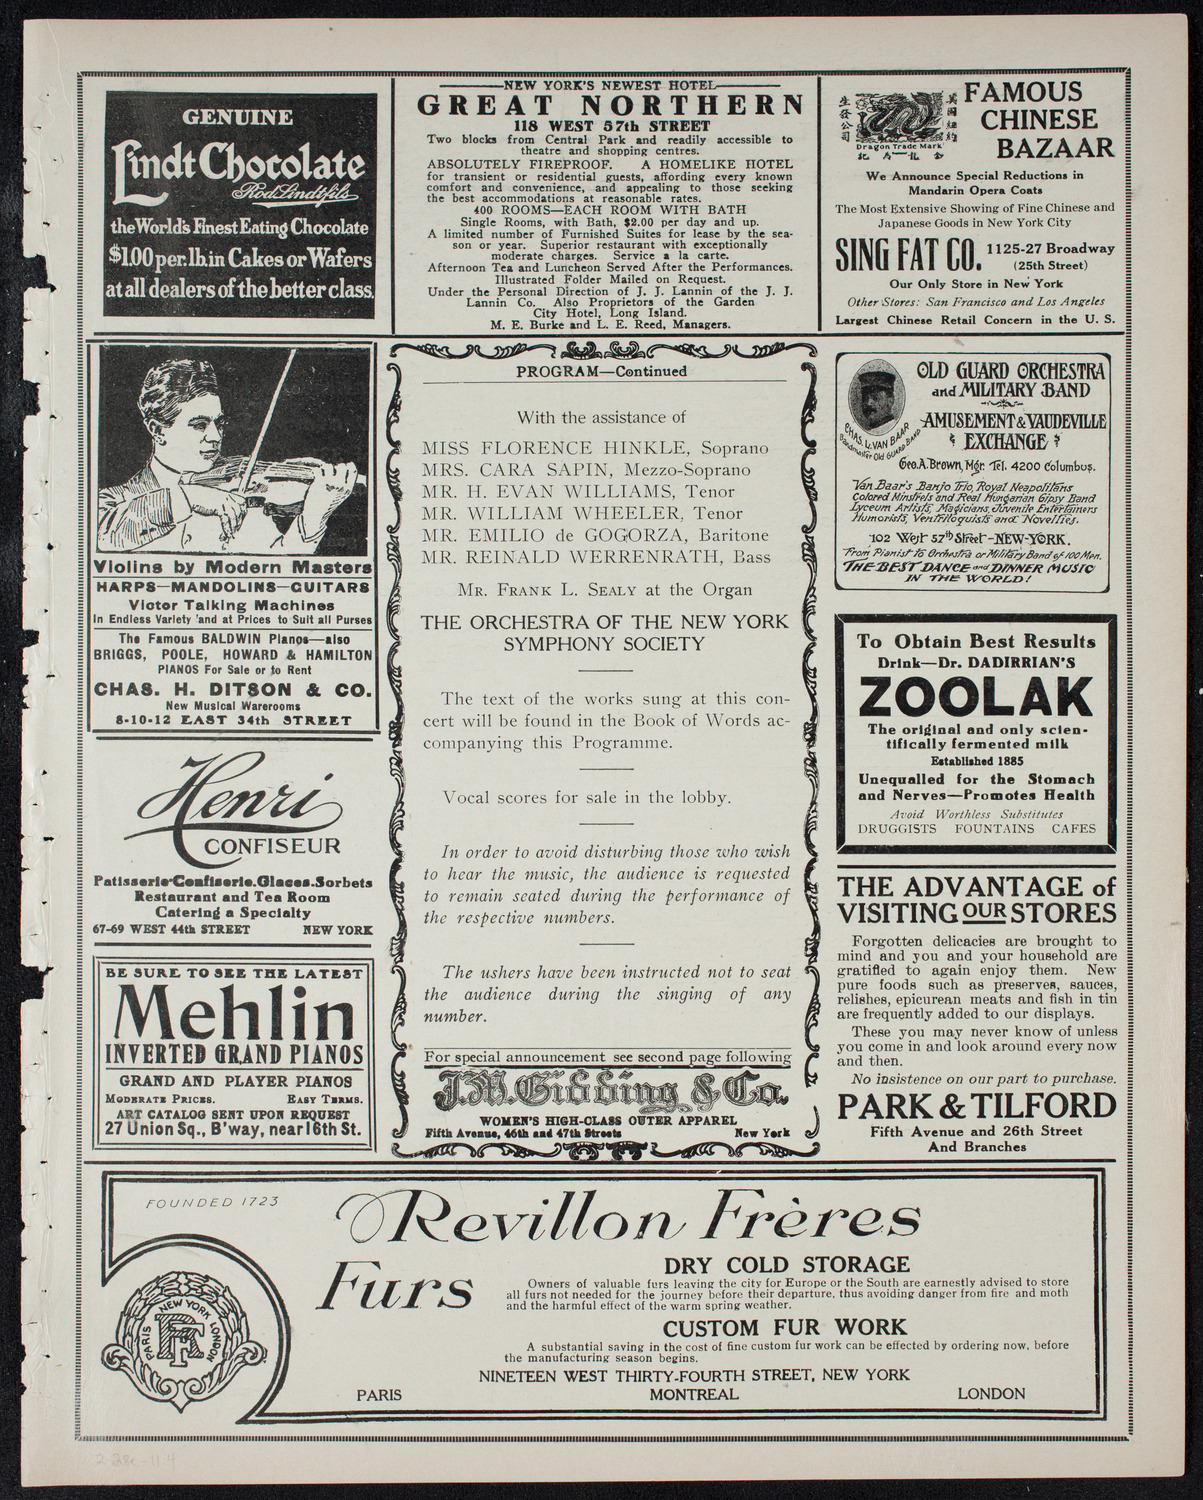 GENUINE
Lindt Chocolate
Rod. Lindt fils
the World's Finest Eating Chocolate
$1.00 per. lb. in Cakes or Wafers
at all dealers of the better class.
NEW YORK'S NEWEST HOTEL
GREAT NORTHERN
118 WEST 57th STREET
Two blocks from Central Park and readily accessible to
theatre and shopping centres.
ABSOLUTELY FIREPROOF. A HOMELIKE HOTEL
for transient or residential guests, affording every known
comfort and convenience, and appealing to those seeking
the best accommodations at reasonable rates.
400 ROOMS—EACH ROOM WITH BATH
Single Rooms, with Bath, $2.00 per day and up.
A limited number of Furnished Suites for lease by the sea-
son or year. Superior restaurant with exceptionally
moderate charges. Service a la carte.
Afternoon Tea and Luncheon Served After the Performances.
Illustrated Folder Mailed on Request.
Under the Personal Direction of J. J. Lannin of the J. J.
Lannin Co. Also Proprietors of the Garden
City Hotel, Long Island.
M. E. Burke and L. E. Reed, Managers.
生發公司
美國紐約
Dragon Trade Mark
FAMOUS
CHINESE
BAZAAR
We Announce Special Reductions in
Mandarin Opera Coats
The Most Extensive Showing of Fine Chinese and
Japanese Goods in New York City
SING FAT CO. 1125-27 Broadway
(25th Street)
Our Only Store in New York
Other Stores: San Francisco and Los Angeles
Largest Chinese Retail Concern in the U. S.
Violins by Modern Masters
HARPS—MANDOLINS—GUITARS
Victor Talking Machines
In Endless Variety and at Prices to Suit all Purses
The Famous BALDWIN Pianos—also
BRIGGS, POOLE, HOWARD & HAMILTON
PIANOS For Sale or to Rent
CHAS. H. DITSON & CO.
New Musical Warerooms
8-10-12 EAST 34th STREET
Henri
CONFISEUR
Patisserie-Confiserie.Glaces.Sorbets
Restaurant and Tea Room
Catering a Specialty
67-69 WEST 44th STREET NEW YORK
BE SURE TO SEE THE LATEST
Mehlin
INVERTED GRAND PIANOS
GRAND AND PLAYER PIANOS
MODERATE PRICES. EASY TERMS.
ART CATALOG SENT UPON REQUEST
27 Union Sq., B'way, near 16th St.
PROGRAM—Continued
With the assistance of
MISS FLORENCE HINKLE, Soprano
MRS. CARA SAPIN, Mezzo-Soprano
MR. H. EVAN WILLIAMS, Tenor
MR. WILLIAM WHEELER, Tenor
MR. EMILIO de GOGORZA, Baritone
MR. REINALD WERRENRATH, Bass
MR. FRANK L. SEALY at the Organ
THE ORCHESTRA OF THE NEW YORK
SYMPHONY SOCIETY
The text of the works sung at this con-
cert will be found in the Book of Words ac-
companying this Programme.
Vocal scores for sale in the lobby.
In order to avoid disturbing those who wish
to hear the music, the audience is requested
to remain seated during the performance of
the respective numbers.
The ushers have been instructed not to seat
the audience during the singing of any
number.
For special announcement see second page following
J.M. Gidding & Co.
WOMEN'S HIGH-CLASS OUTER APPAREL
Fifth Avenue, 46th and 47th Streets New York
CHAS. L. VAN BAAR
Bandmaster Old Guard Band
OLD GUARD ORCHESTRA
and MILITARY BAND
AMUSEMENT & VAUDEVILLE
EXCHANGE
Geo. A. Brown, Mgr. Tel. 4200 Columbus.
Van Baar's Banjo Trio, Royal Neapolitans
Colored Minstrels and Real Hungarian Gipsy Band
Lyceum Artists, Magicians, Juvenile Entertainers
Humorists, Ventriloquists and Novelties.
102 West 57th Street-NEW-YORK.
From Pianist to Orchestra or Military Band of 100 Men.
THE BEST DANCE and DINNER MUSIC
IN THE WORLD!
To Obtain Best Results
Drink—Dr. DADIRRIAN'S
ZOOLAK
The original and only scien-
tifically fermented milk
Established 1885
Unequalled for the Stomach
and Nerves—Promotes Health
Avoid Worthless Substitutes
DRUGGISTS FOUNTAINS CAFES
THE ADVANTAGE of
VISITING OUR STORES
Forgotten delicacies are brought to
mind and you and your household are
gratified to again enjoy them. New
pure foods such as preserves, sauces,
relishes, epicurean meats and fish in tin
are frequently added to our displays.
These you may never know of unless
you come in and look around every now
and then.
No insistence on our part to purchase.
PARK & TILFORD
Fifth Avenue and 26th Street
And Branches
FOUNDED 1723
Revillon Frères
Furs
PARIS NEW YORK LONDON
RF
DRY COLD STORAGE
Owners of valuable furs leaving the city for Europe or the South are earnestly advised to store
all furs not needed for the journey before their departure, thus avoiding danger from fire and moth
and the harmful effect of the warm spring weather.
CUSTOM FUR WORK
A substantial saving in the cost of fine custom fur work can be effected by ordering now, before
the manufacturing season begins.
NINETEEN WEST THIRTY-FOURTH STREET, NEW YORK
PARIS MONTREAL LONDON